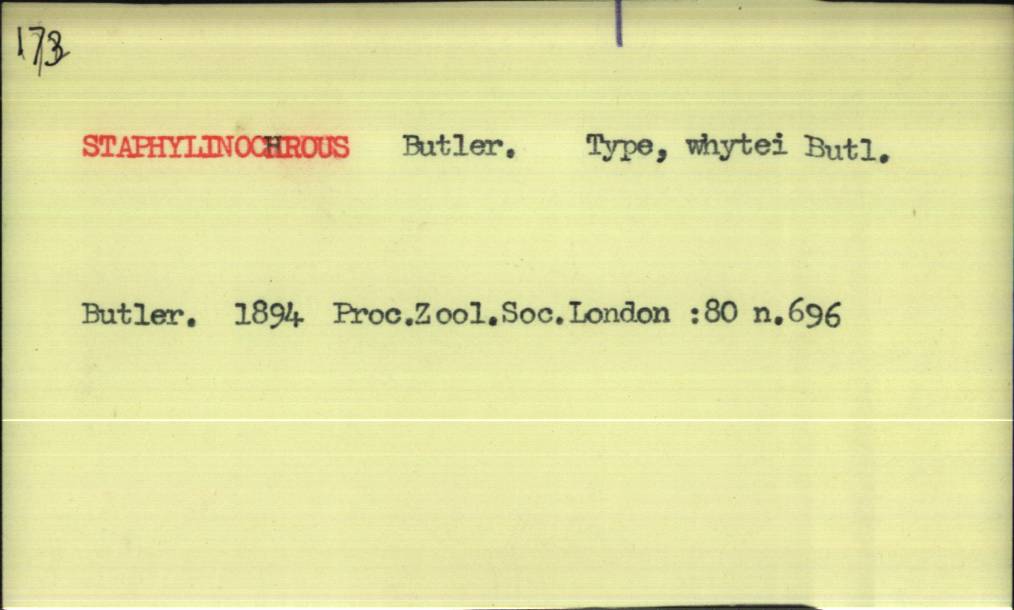 173
STAPHYLINOCHROUS Butler. Type, whytei Butl.
Butler. 1894 Proc.Zool.Soc.London :80 n.696